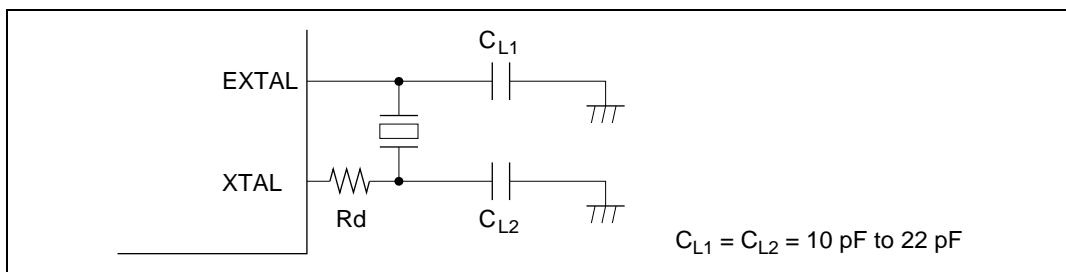 C_L1
EXTAL
XTAL
Rd
C_L2
C_L1 = C_L2 = 10 pF to 22 pF